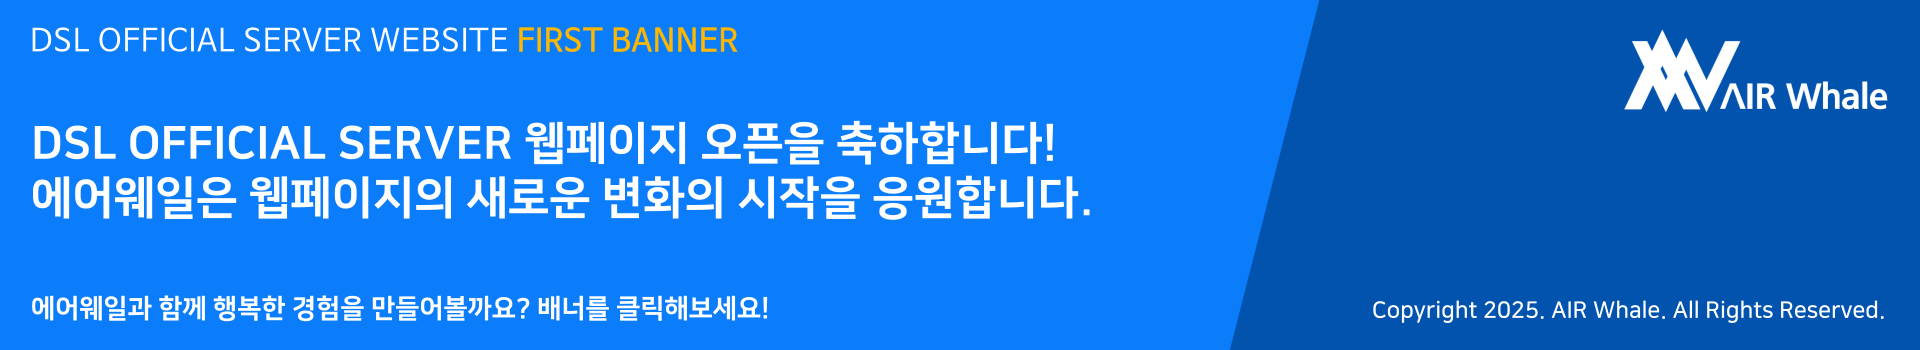 DSL OFFICIAL SERVER WEBSITE FIRST BANNER
AIR Whale
DSL OFFICIAL SERVER 웹페이지 오픈을 축하합니다!
에어웨일은 웹페이지의 새로운 변화의 시작을 응원합니다.
에어웨일과 함께 행복한 경험을 만들어볼까요? 배너를 클릭해보세요!
Copyright 2025. AIR Whale. All Rights Reserved.